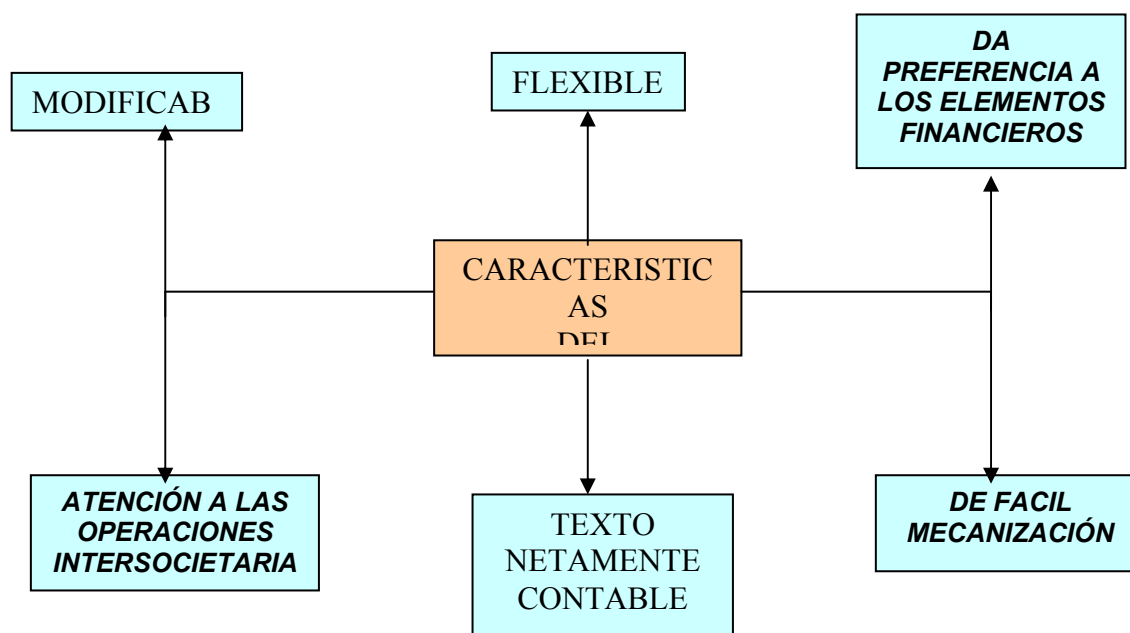 MODIFICAB
FLEXIBLE
DA
PREFERENCIA A
LOS ELEMENTOS
FINANCIEROS
CARACTERISTIC
AS
DEL
ATENCIÓN A LAS
OPERACIONES
INTERSOCIETARIA
TEXTO
NETAMENTE
CONTABLE
DE FACIL
MECANIZACIÓN